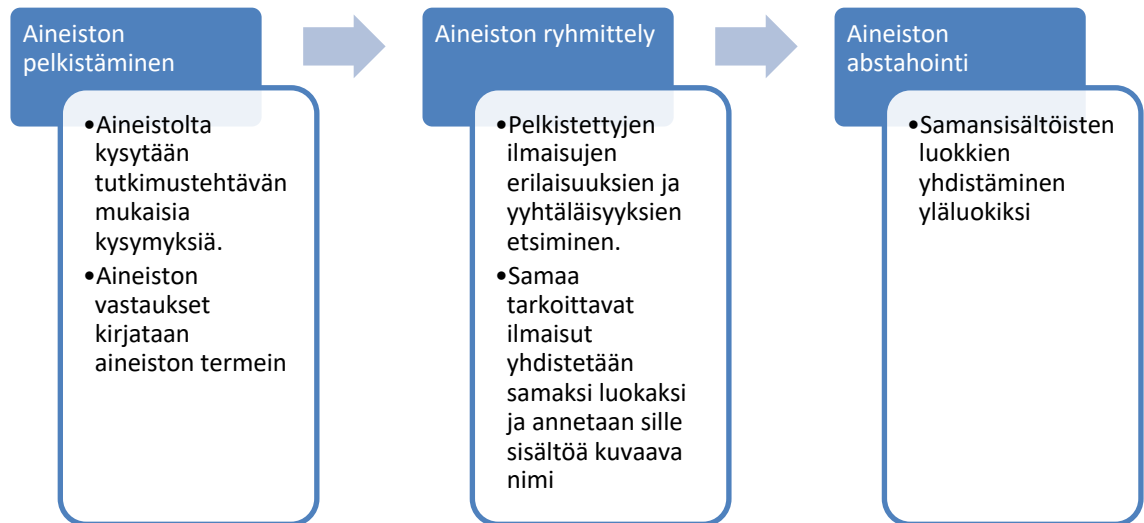 Aineiston
pelkistäminen
•Aineistolta
kysytään
tutkimustehtävän
mukaisia
kysymyksiä.
•Aineiston
vastaukset
kirjataan
aineiston termein
Aineiston ryhmittely
•Pelkistettyjen
ilmaisujen
erilaisuuksien ja
yyhtäläisyyksien
etsiminen.
•Samaa
tarkoittavat
ilmaisut
yhdistetään
samaksi luokaksi
ja annetaan sille
sisältöä kuvaava
nimi
Aineiston
abstahointi
•Samansisältöisten
luokkien
yhdistäminen
yläluokiksi